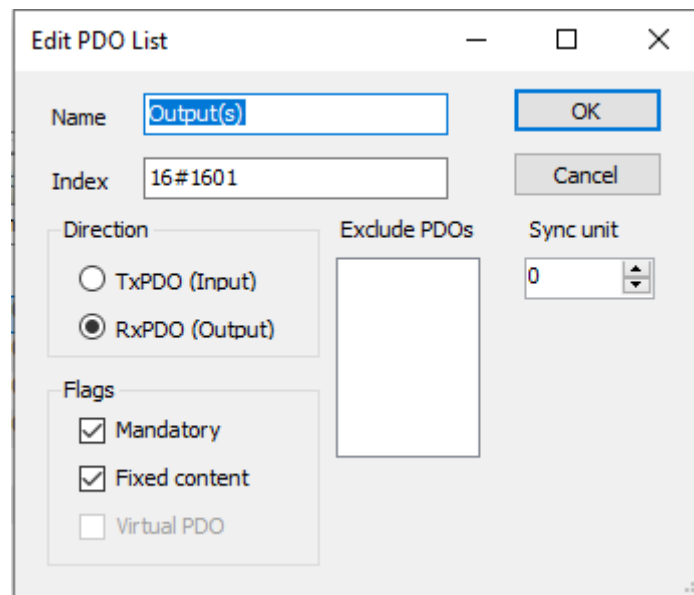 Edit PDO List
Name Output(s) OK
Index 16#1601 Cancel
Direction Exclude PDOs Sync unit
TxPDO (Input) 0
RxPDO (Output)
Flags
Mandatory
Fixed content
Virtual PDO